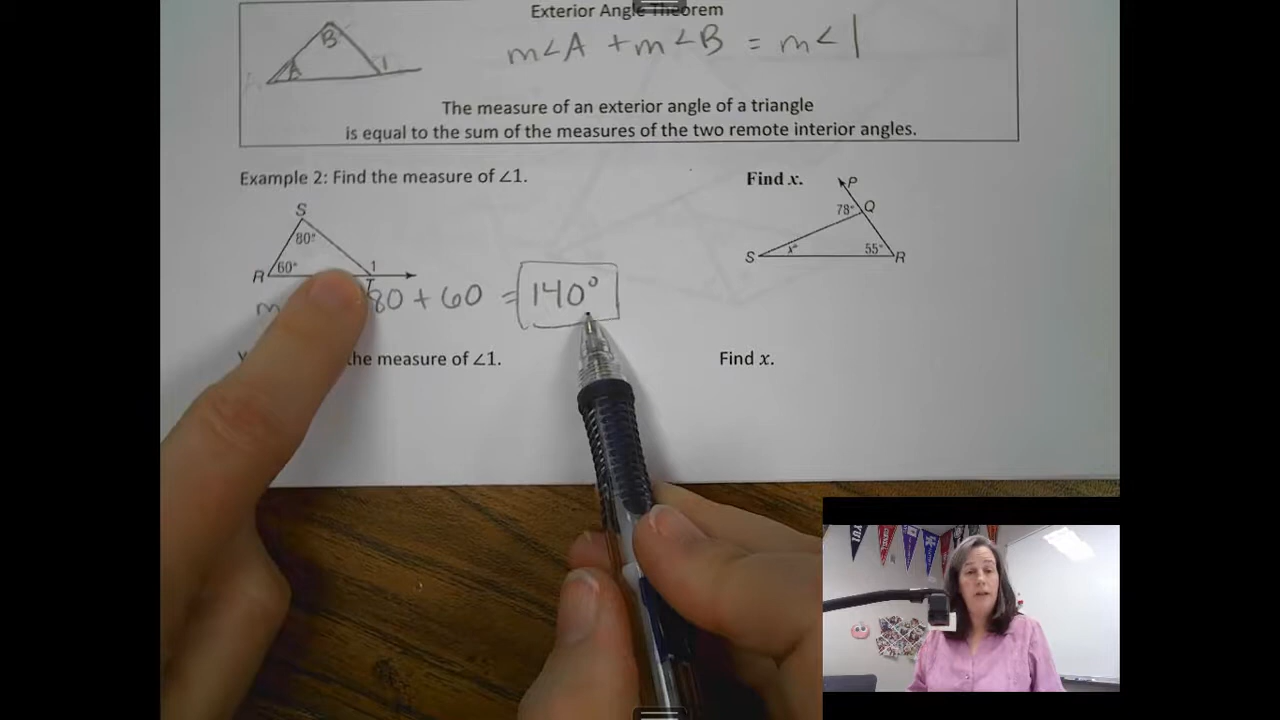 Exterior Angle Theorem
B
A
1
m∠A + m∠B = m∠1
The measure of an exterior angle of a triangle
is equal to the sum of the measures of the two remote interior angles.
Example 2: Find the measure of ∠1.
S
80°
R
60°
1
T
m
80 + 60 = 140°
Find x.
P
78°
Q
S
x°
55°
R
Y
the measure of ∠1.
Find x.